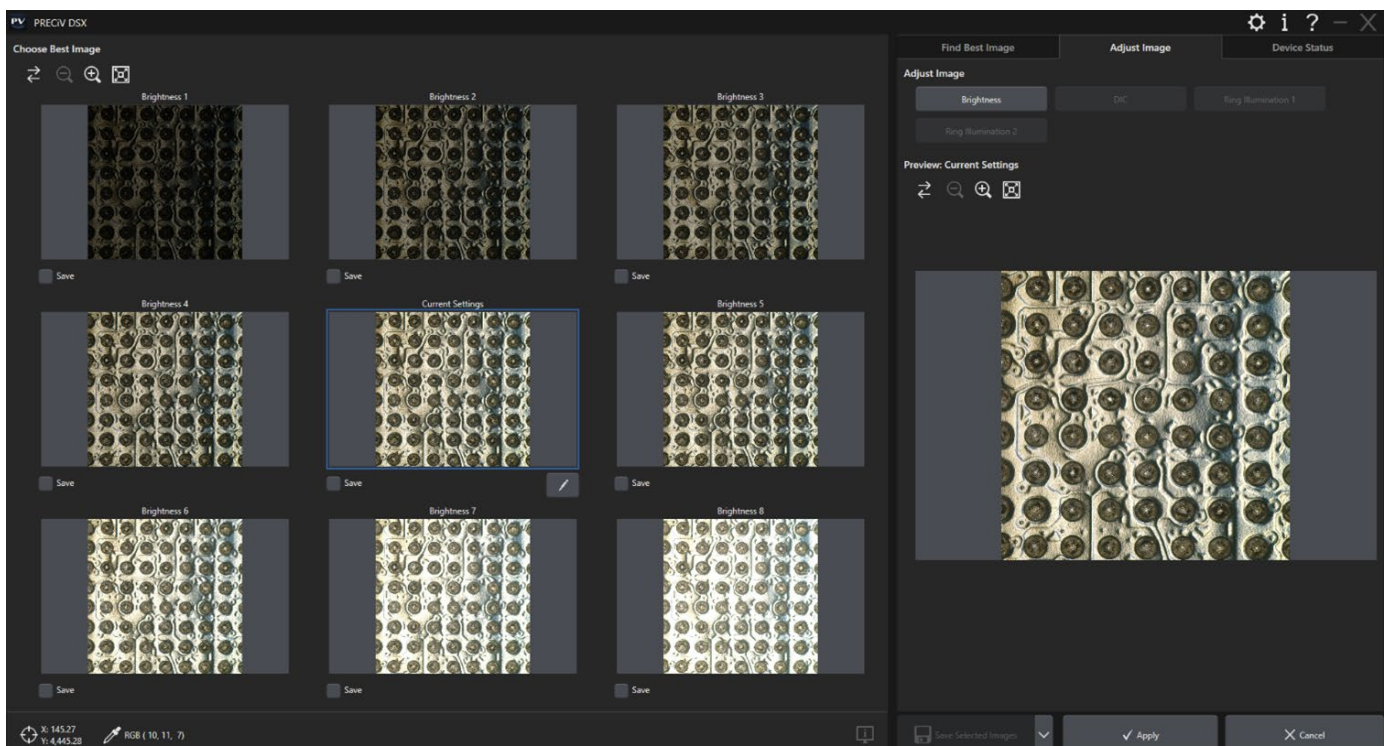 PV PRECiV DSX
Choose Best Image
Brightness 1
Brightness 2
Brightness 3
Save
Save
Save
Brightness 4
Current Settings
Brightness 5
Save
Save
Save
Brightness 6
Brightness 7
Brightness 8
Save
Save
Save
X: 145.27
Y: 4,445.28
RGB ( 10, 11, 7)
Find Best Image
Adjust Image
Device Status
Adjust Image
Brightness
DIC
Ring Illumination 1
Ring Illumination 2
Preview: Current Settings
Save Selected Images
Apply
Cancel